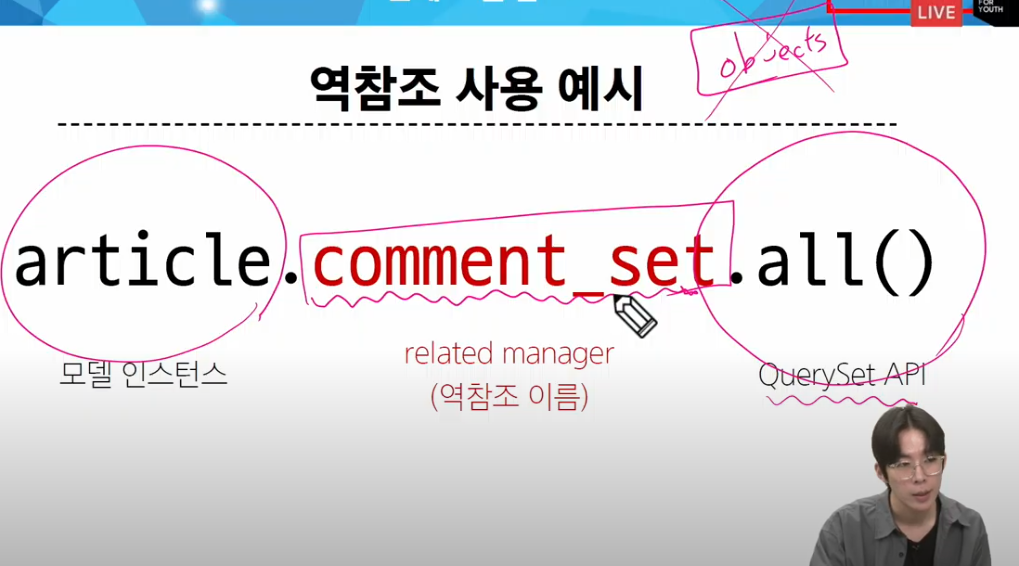 LIVE
FOR
YOUTH
objects
역참조 사용 예시
article.comment_set.all()
모델 인스턴스
related manager
(역참조 이름)
QuerySet API